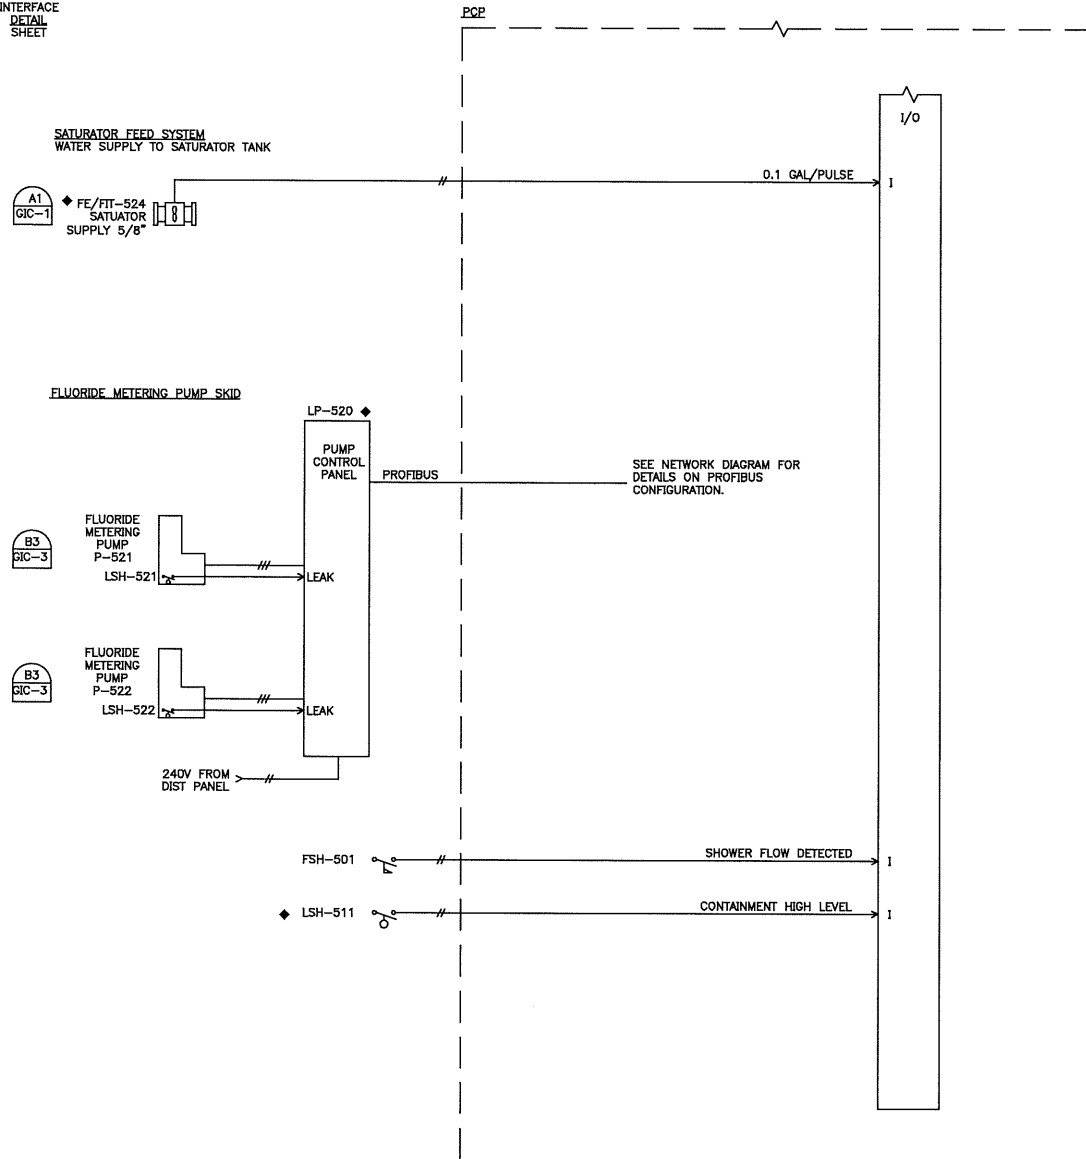 INTERFACE
DETAIL
SHEET
PCP
I/O
SATURATOR FEED SYSTEM
WATER SUPPLY TO SATURATOR TANK
0.1 GAL/PULSE
I
A1
GIC-1
FE/FIT-524
SATUATOR
SUPPLY 5/8"
FLUORIDE METERING PUMP SKID
LP-520
PUMP
CONTROL
PANEL
PROFIBUS
SEE NETWORK DIAGRAM FOR
DETAILS ON PROFIBUS
CONFIGURATION.
B3
GIC-3
FLUORIDE
METERING
PUMP
P-521
LSH-521
LEAK
B3
GIC-3
FLUORIDE
METERING
PUMP
P-522
LSH-522
LEAK
240V FROM
DIST PANEL
FSH-501
SHOWER FLOW DETECTED
I
LSH-511
CONTAINMENT HIGH LEVEL
I